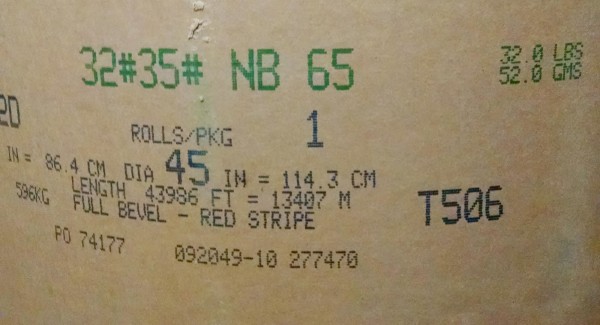 32#35# NB 65
32.0 LBS
52.0 GMS
2D
ROLLS/PKG 1
IN = 86.4 CM DIA 45 IN = 114.3 CM
LENGTH 43986 FT = 13407 M
596KG FULL BEVEL - RED STRIPE
T506
PO 74177 092049-10 277470